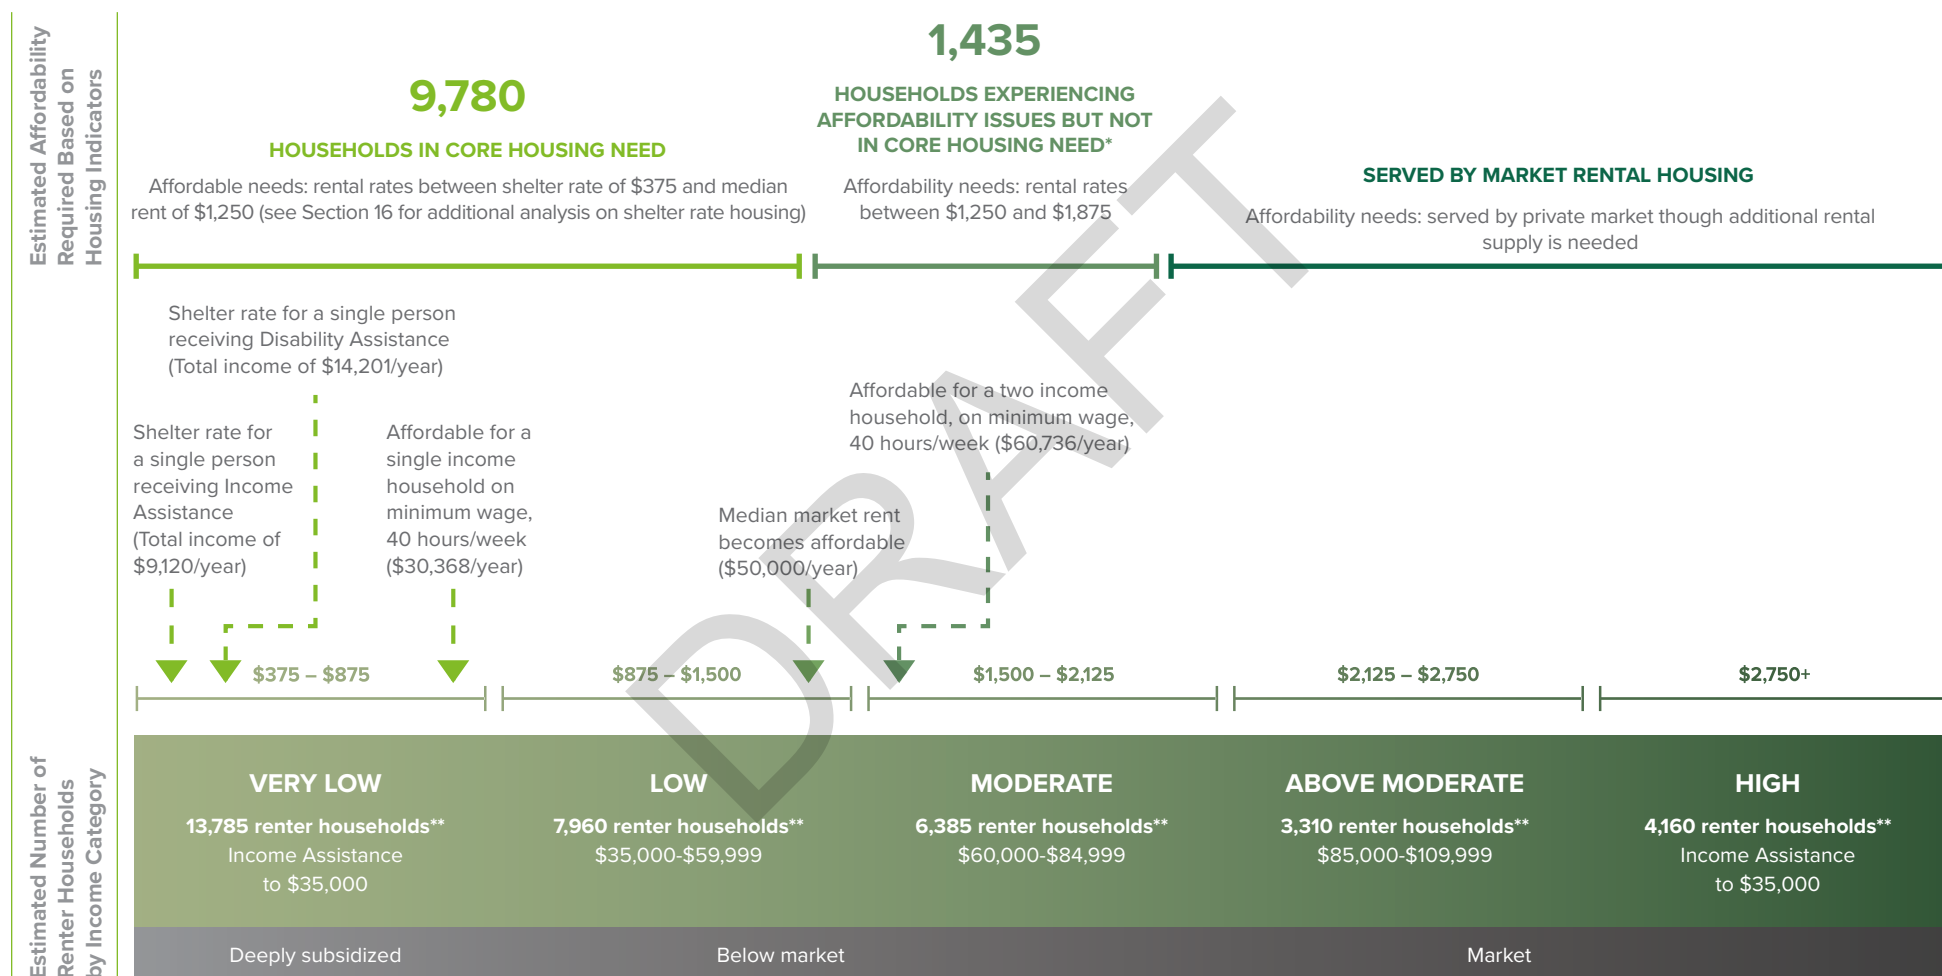 Estimated Affordability
Required Based on
Housing Indicators
9,780
HOUSEHOLDS IN CORE HOUSING NEED
Affordable needs: rental rates between shelter rate of $375 and median
rent of $1,250 (see Section 16 for additional analysis on shelter rate housing)
1,435
HOUSEHOLDS EXPERIENCING
AFFORDABILITY ISSUES BUT NOT
IN CORE HOUSING NEED*
Affordability needs: rental rates
between $1,250 and $1,875
SERVED BY MARKET RENTAL HOUSING
Affordability needs: served by private market though additional rental
supply is needed
Shelter rate for a single person
receiving Disability Assistance
(Total income of $14,201/year)
Shelter rate for
a single person
receiving Income
Assistance
(Total income of
$9,120/year)
Affordable for a
single income
household on
minimum wage,
40 hours/week
($30,368/year)
Median market rent
becomes affordable
($50,000/year)
Affordable for a two income
household, on minimum wage,
40 hours/week ($60,736/year)
DRAFT
$375 – $875
$875 – $1,500
$1,500 – $2,125
$2,125 – $2,750
$2,750+
Estimated Number of
Renter Households
by Income Category
VERY LOW
13,785 renter households**
Income Assistance
to $35,000
LOW
7,960 renter households**
$35,000-$59,999
MODERATE
6,385 renter households**
$60,000-$84,999
ABOVE MODERATE
3,310 renter households**
$85,000-$109,999
HIGH
4,160 renter households**
Income Assistance
to $35,000
Deeply subsidized
Below market
Market